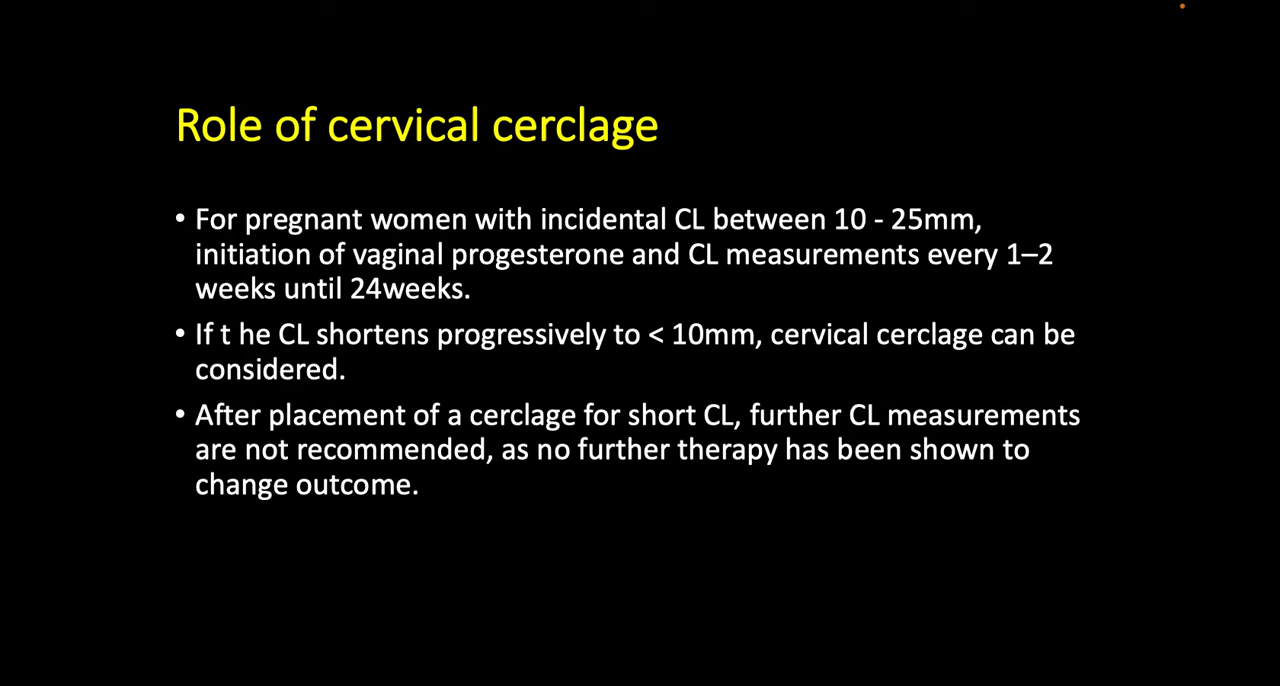 Role of cervical cerclage
• For pregnant women with incidental CL between 10 - 25mm,
initiation of vaginal progesterone and CL measurements every 1–2
weeks until 24weeks.
• If t he CL shortens progressively to < 10mm, cervical cerclage can be
considered.
• After placement of a cerclage for short CL, further CL measurements
are not recommended, as no further therapy has been shown to
change outcome.